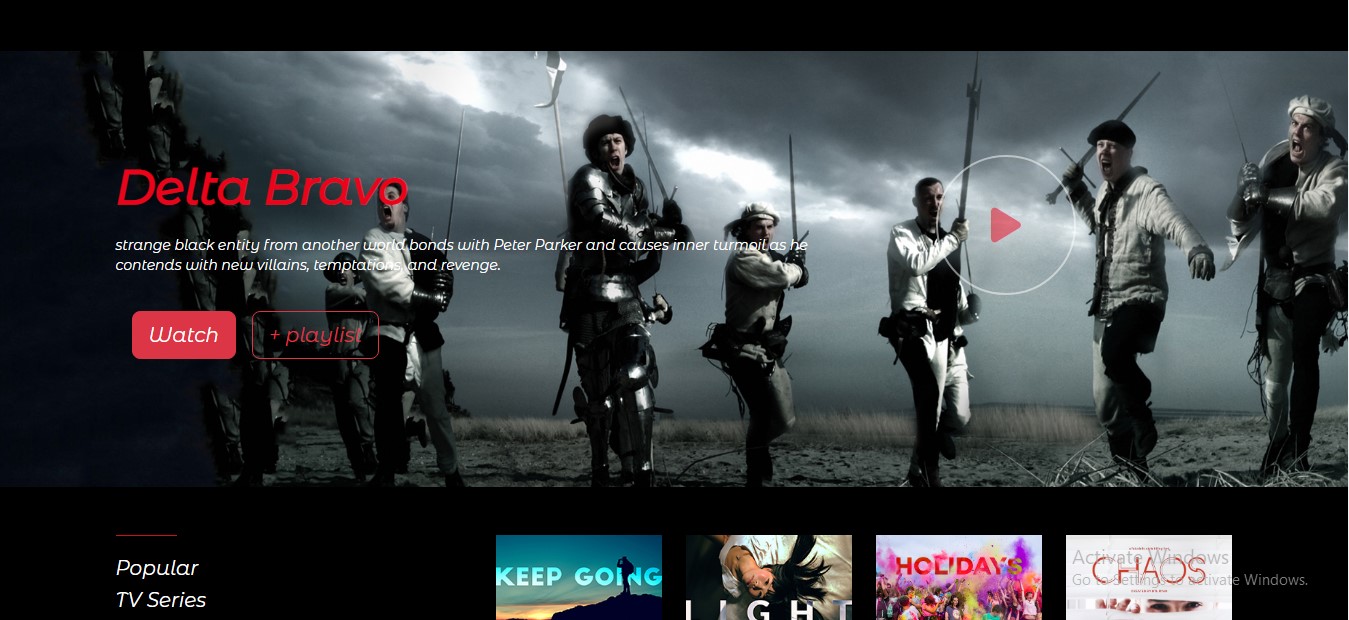 Delta Bravo
strange black entity from another world bonds with Peter Parker and causes inner turmoil as he
contends with new villains, temptations, and revenge.
Watch
+ playlist
Popular
TV Series
KEEP GOING
LIGHT
HOLIDAYS
CHAOS
Activate Windows
Go to Settings to activate Windows.